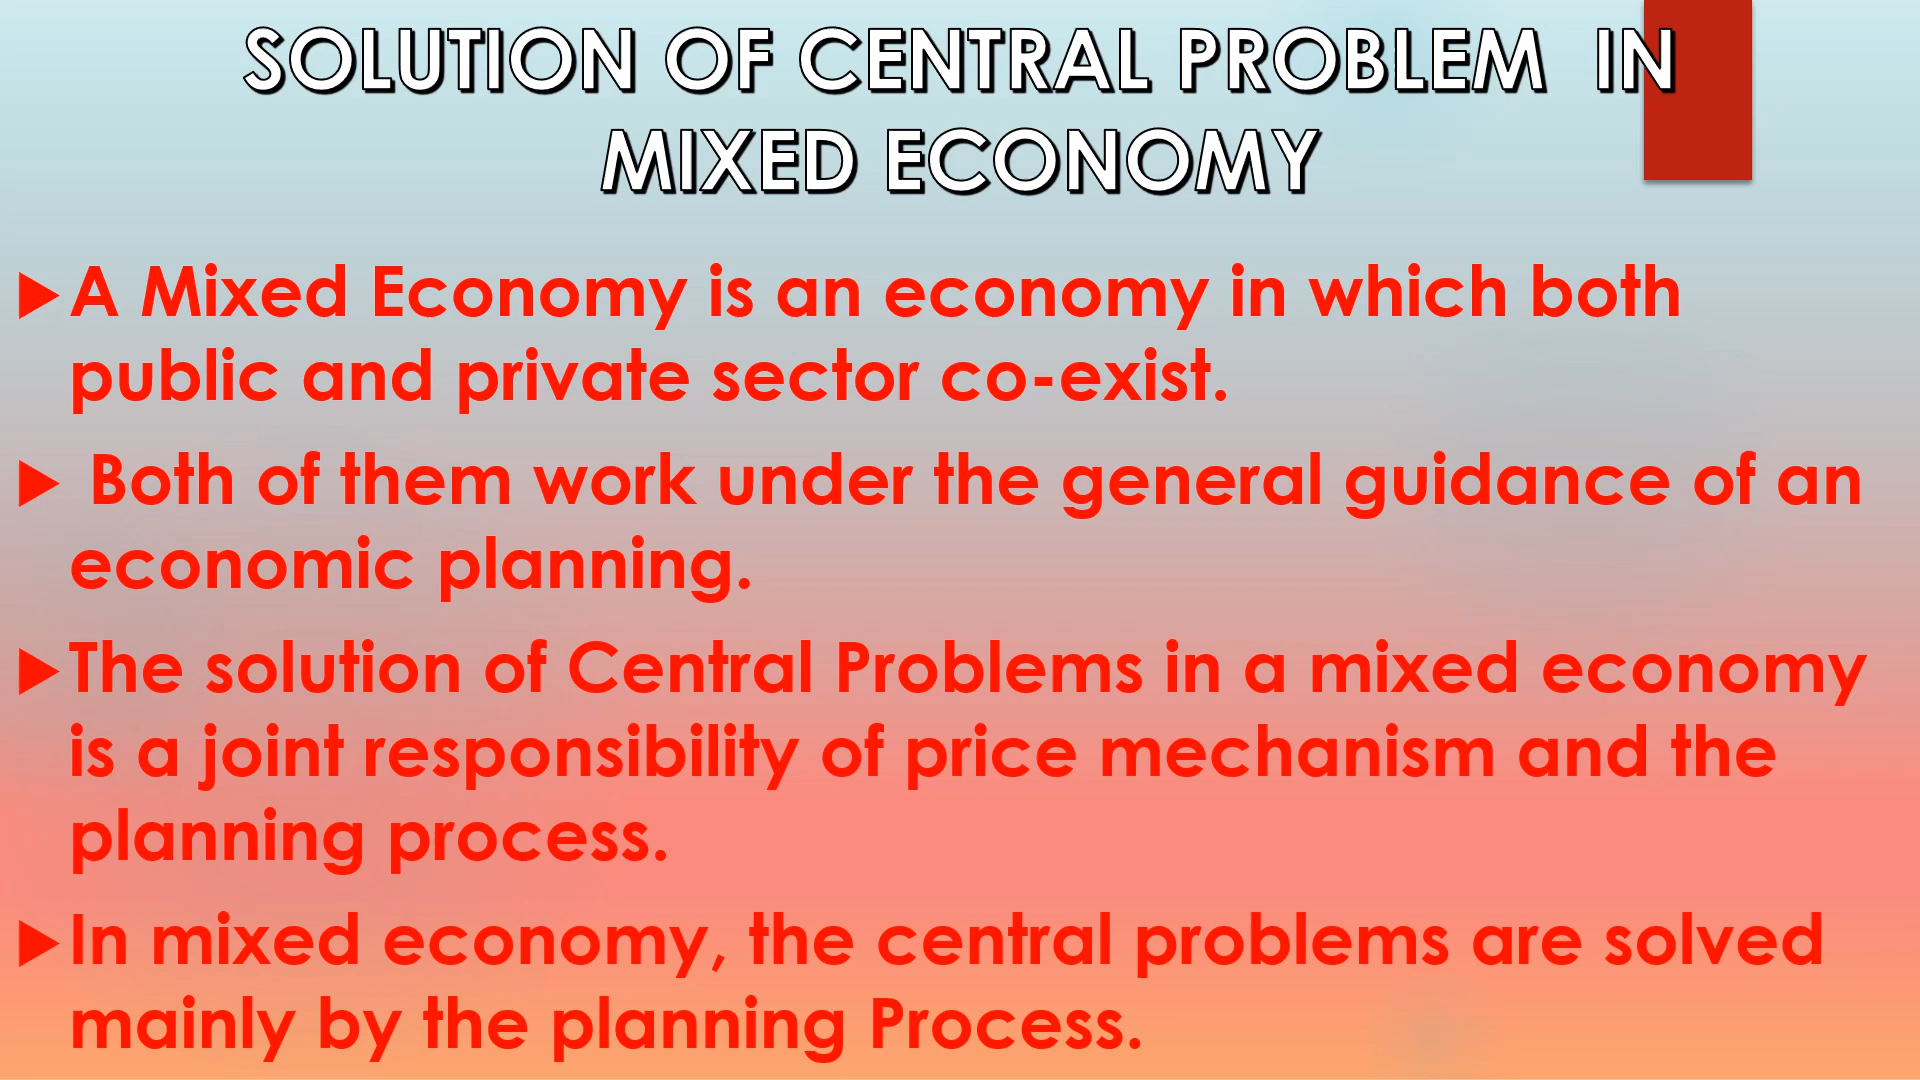 SOLUTION OF CENTRAL PROBLEM IN
MIXED ECONOMY
A Mixed Economy is an economy in which both
public and private sector co-exist.
Both of them work under the general guidance of an
economic planning.
The solution of Central Problems in a mixed economy
is a joint responsibility of price mechanism and the
planning process.
In mixed economy, the central problems are solved
mainly by the planning Process.